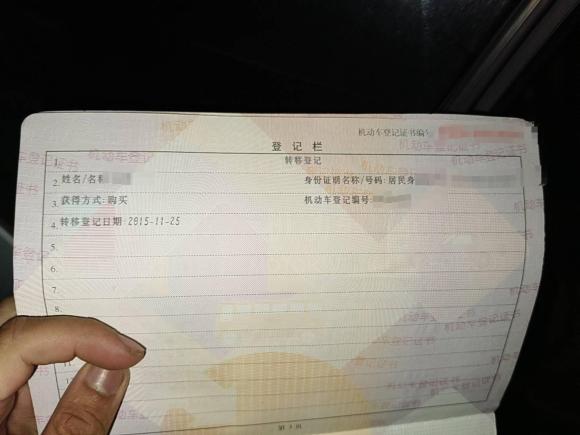 机动车登记证书编号
登记栏
1. 转移登记
2. 姓名/名称 身份证明名称/号码:居民身
3. 获得方式:购买 机动车登记编号
4. 转移登记日期:2015-11-25
5.
6.
7.
8.